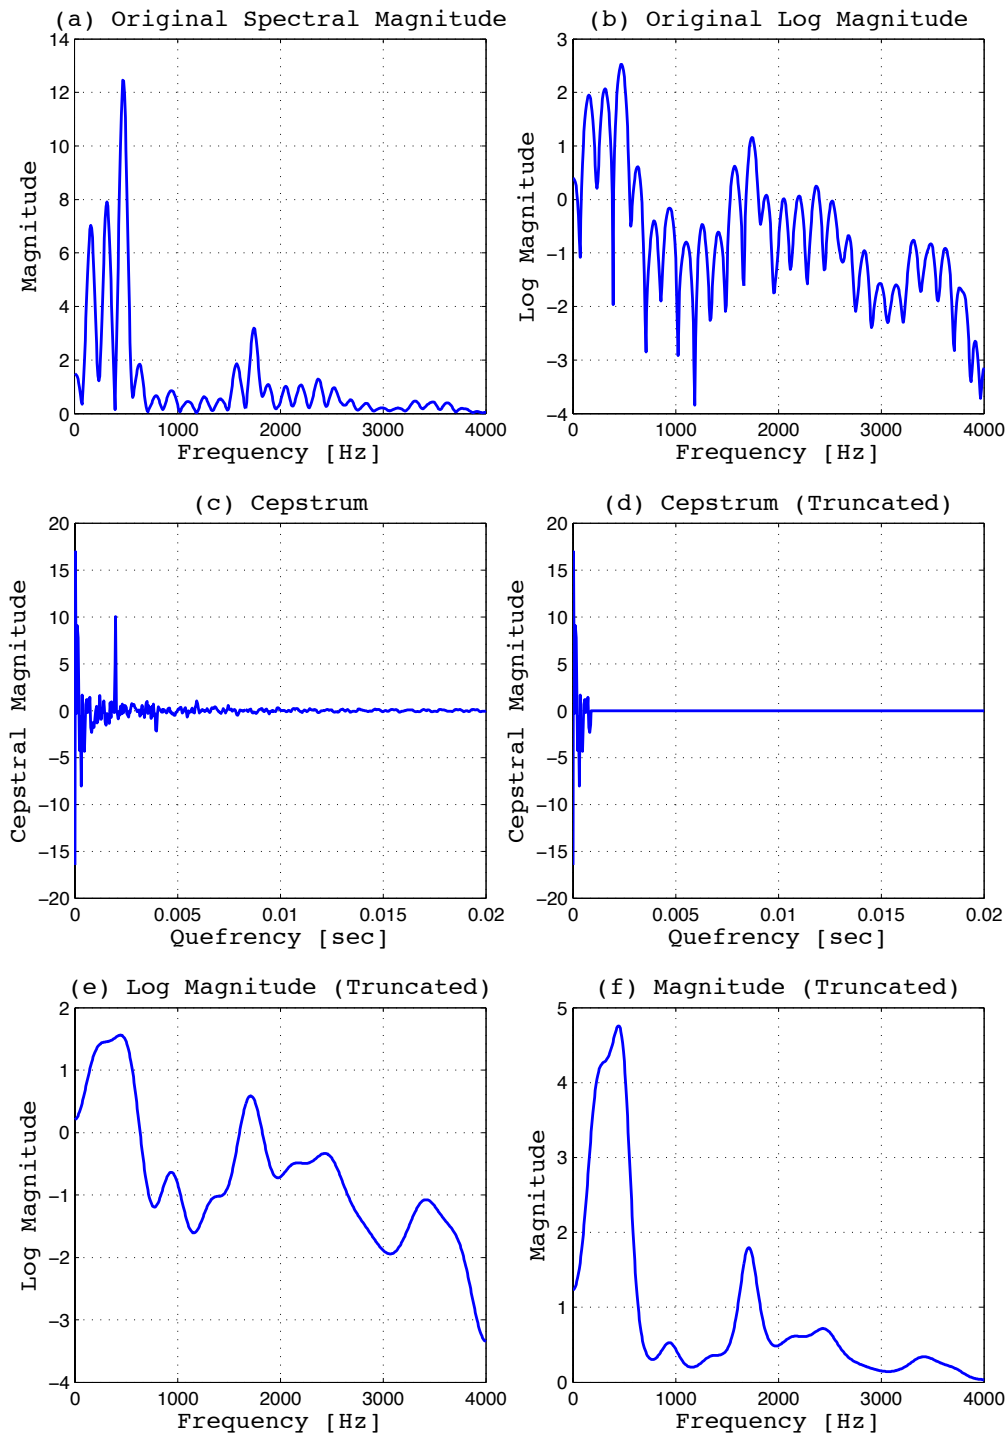 (a) Original Spectral Magnitude
14
12
10
8
6
4
2
0
Magnitude
0 1000 2000 3000 4000
Frequency [Hz]
(b) Original Log Magnitude
3
2
1
0
−1
−2
−3
−4
Log Magnitude
0 1000 2000 3000 4000
Frequency [Hz]
(c) Cepstrum
20
15
10
5
0
−5
−10
−15
−20
Cepstral Magnitude
0 0.005 0.01 0.015 0.02
Quefrency [sec]
(d) Cepstrum (Truncated)
20
15
10
5
0
−5
−10
−15
−20
Cepstral Magnitude
0 0.005 0.01 0.015 0.02
Quefrency [sec]
(e) Log Magnitude (Truncated)
2
1
0
−1
−2
−3
−4
Log Magnitude
0 1000 2000 3000 4000
Frequency [Hz]
(f) Magnitude (Truncated)
5
4
3
2
1
0
Magnitude
0 1000 2000 3000 4000
Frequency [Hz]